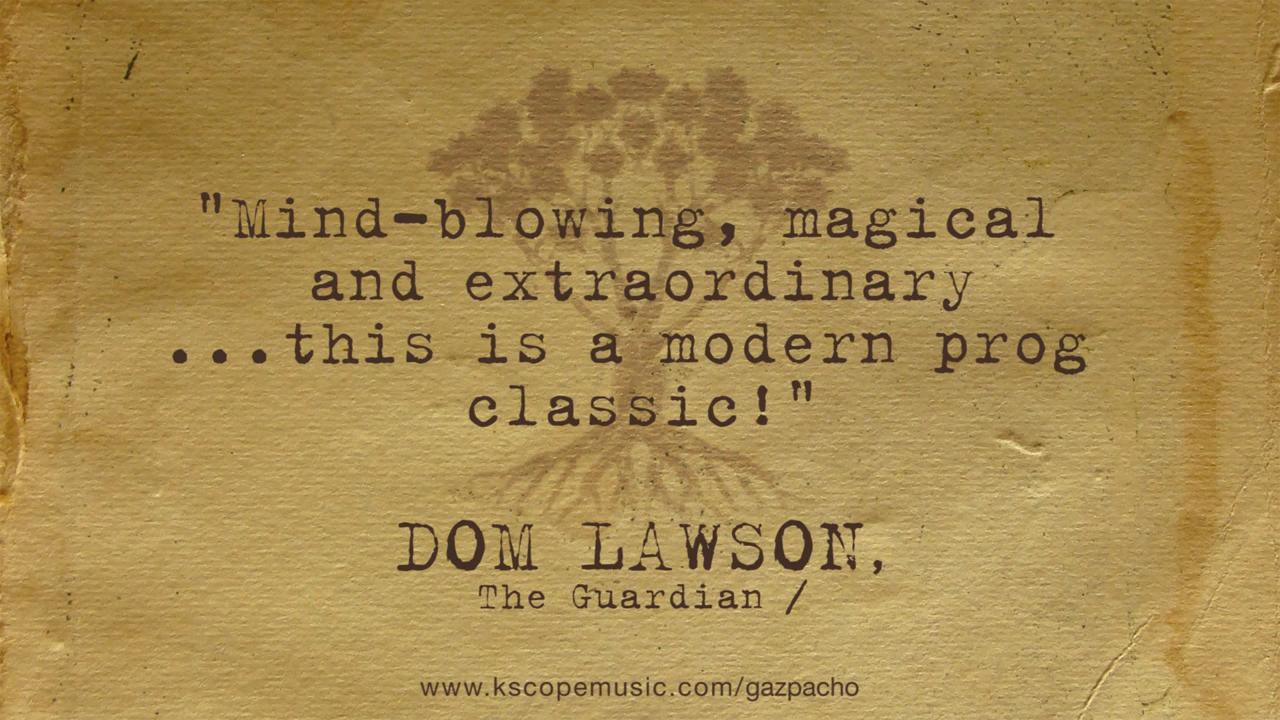 "Mind-blowing, magical
and extraordinary
...this is a modern prog
classic!"
DOM LAWSON,
The Guardian /
www.kscopemusic.com/gazpacho